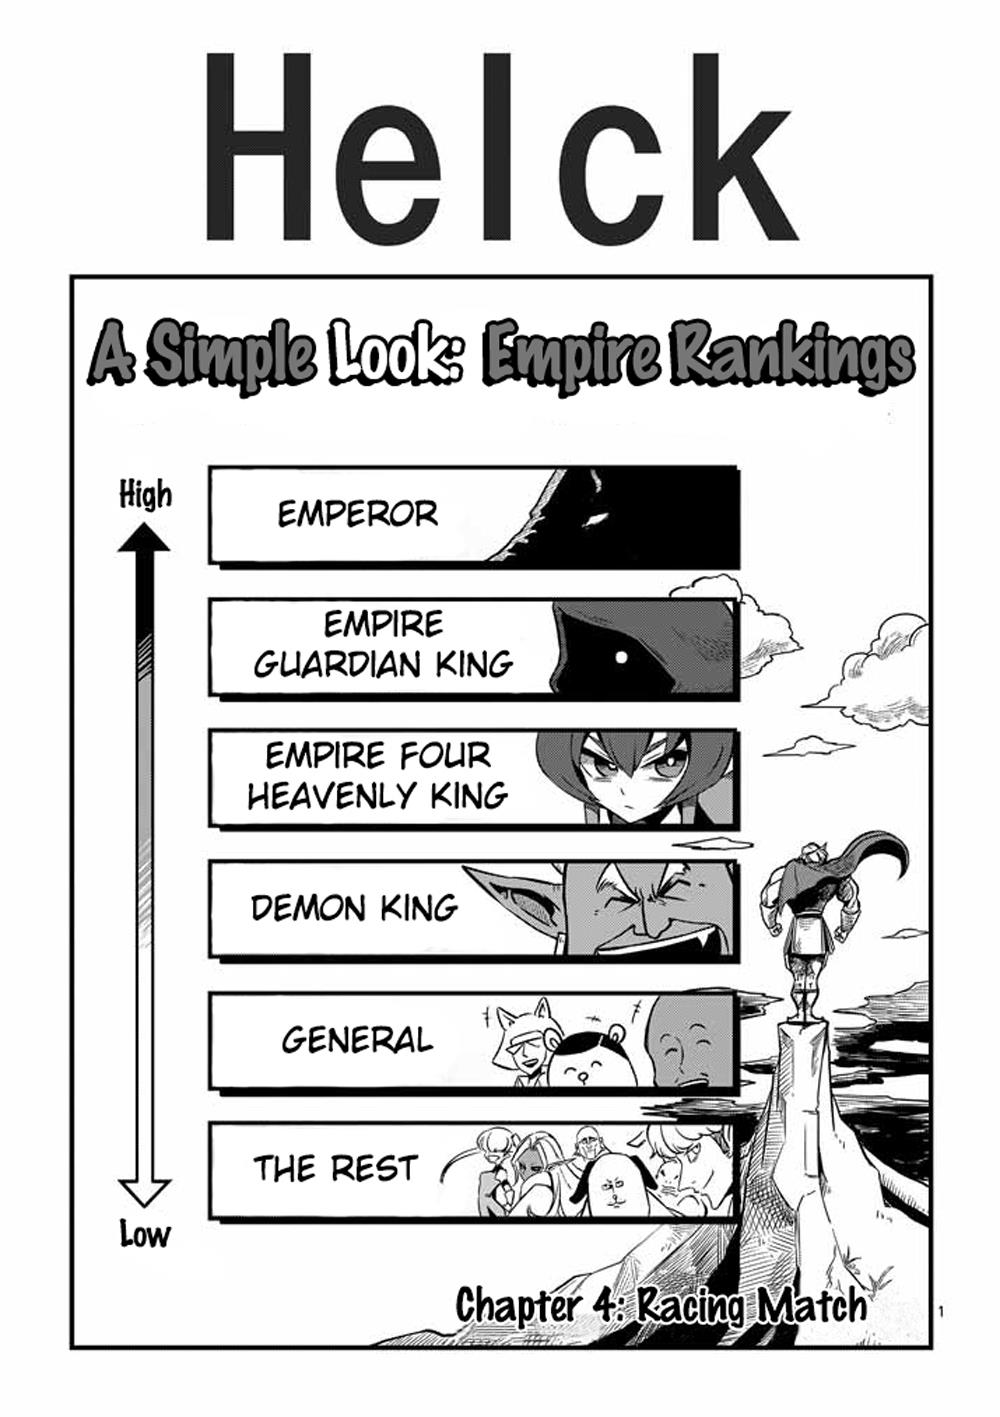 Helck
A Simple Look: Empire Rankings
High
EMPEROR
EMPIRE
GUARDIAN KING
EMPIRE FOUR
HEAVENLY KING
DEMON KING
GENERAL
THE REST
Low
Chapter 4: Racing Match
1